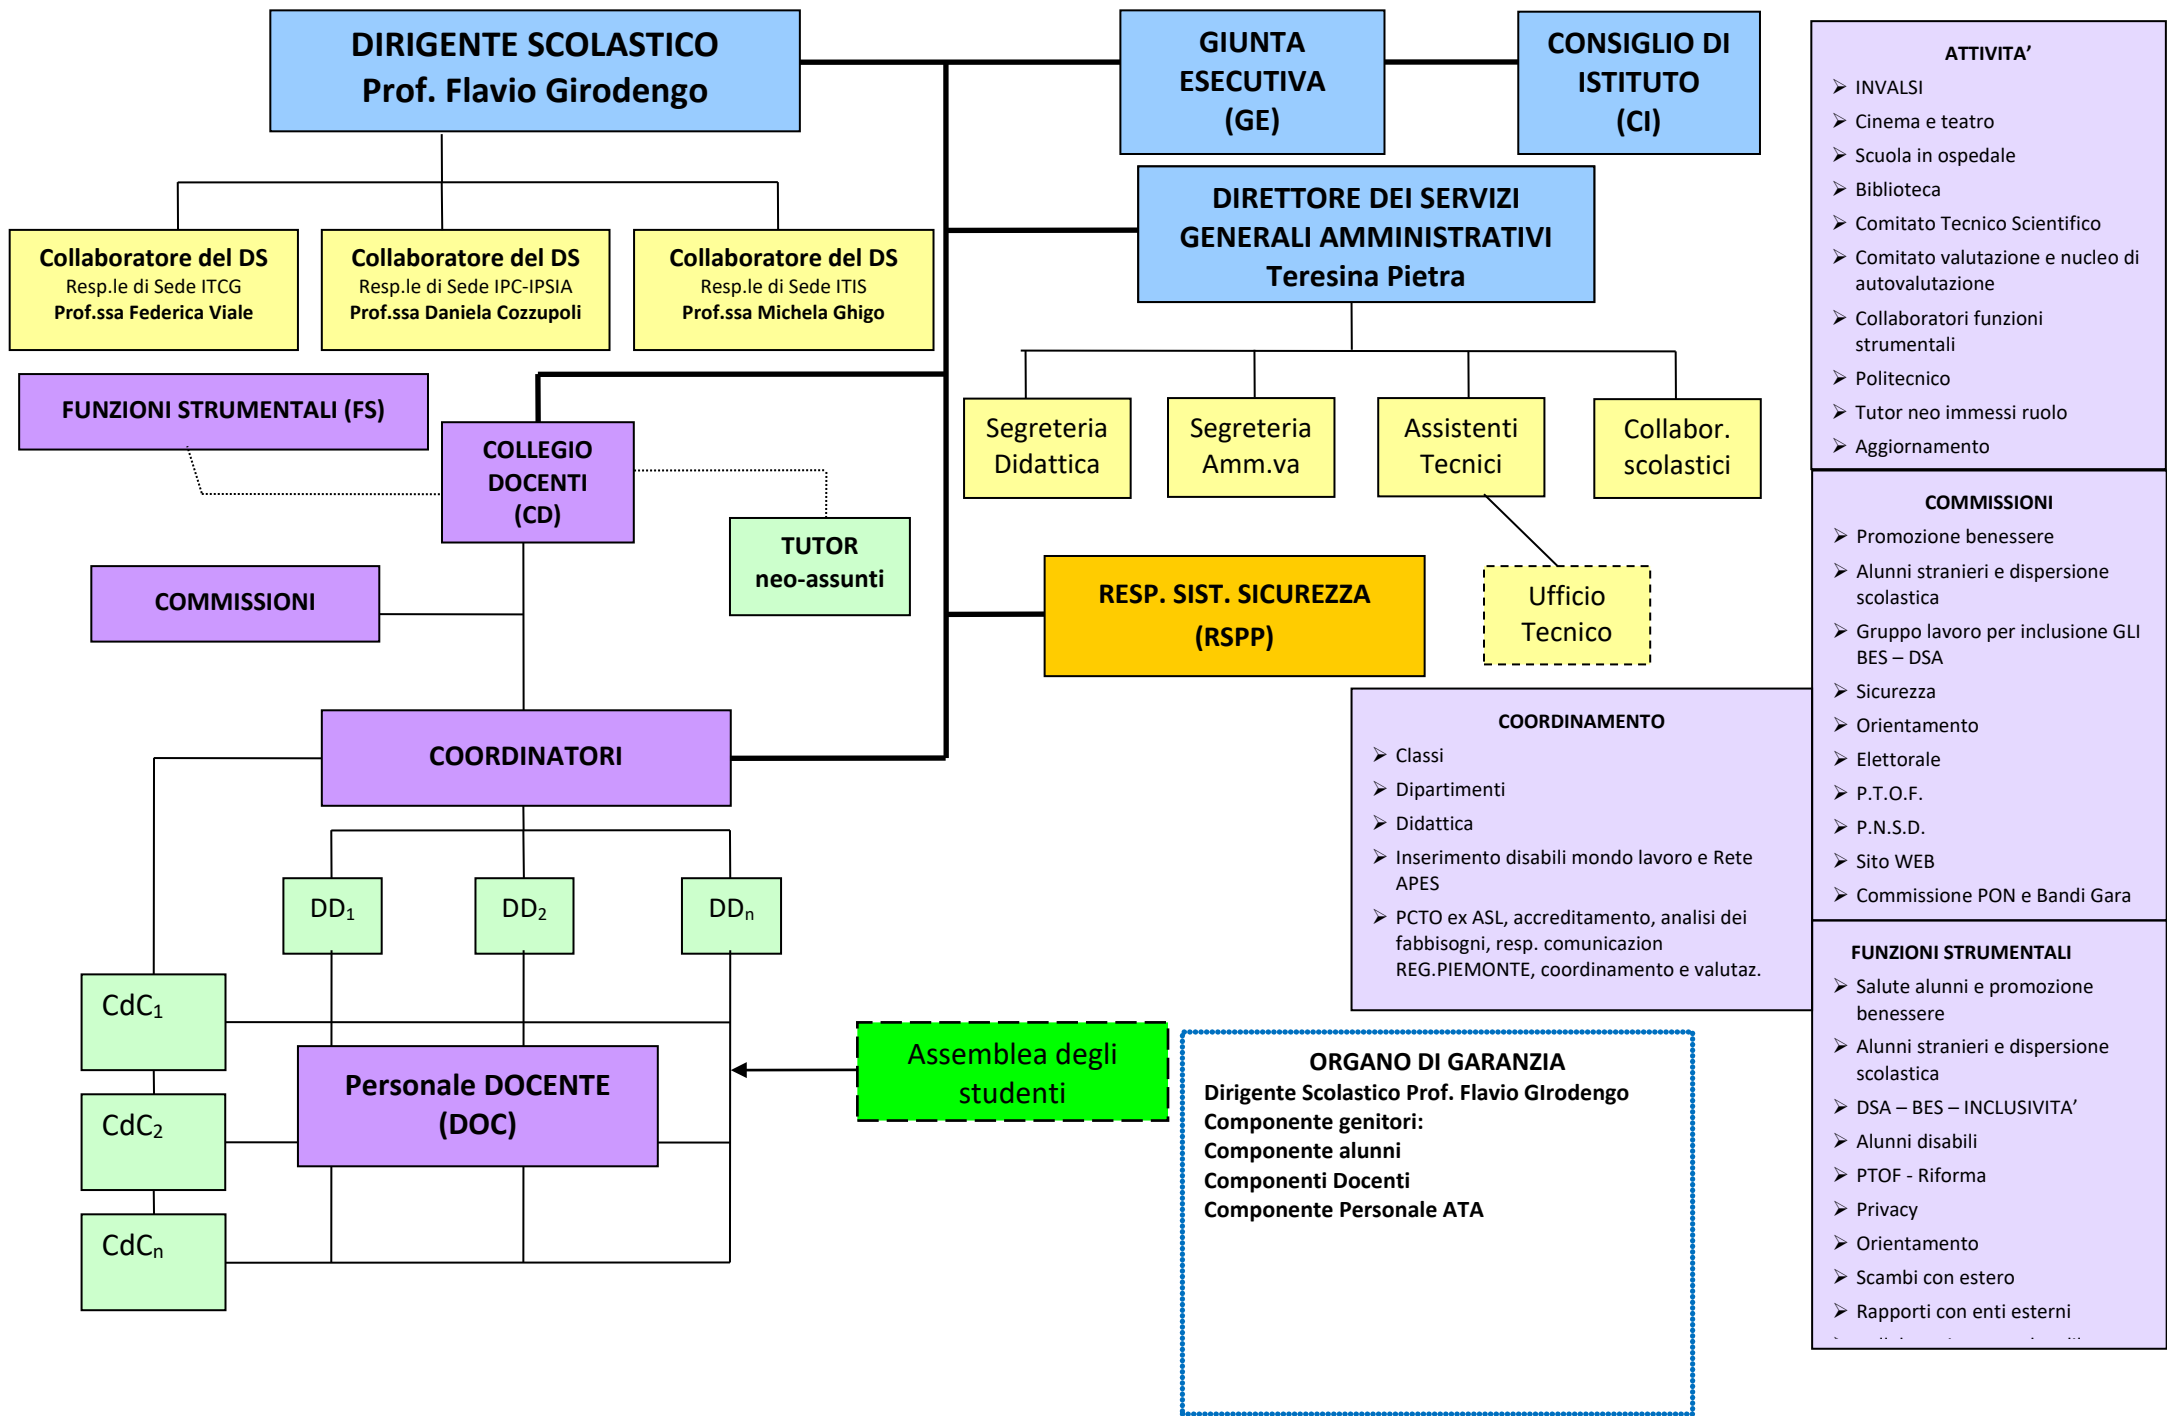 DIRIGENTE SCOLASTICO
Prof. Flavio Girodengo
GIUNTA
ESECUTIVA
(GE)
CONSIGLIO DI
ISTITUTO
(CI)
DIRETTORE DEI SERVIZI
GENERALI AMMINISTRATIVI
Teresina Pietra
Collaboratore del DS
Resp.le di Sede ITCG
Prof.ssa Federica Viale
Collaboratore del DS
Resp.le di Sede IPC-IPSIA
Prof.ssa Daniela Cozzupoli
Collaboratore del DS
Resp.le di Sede ITIS
Prof.ssa Michela Ghigo
FUNZIONI STRUMENTALI (FS)
COLLEGIO
DOCENTI
(CD)
TUTOR
neo-assunti
COMMISSIONI
Segreteria
Didattica
Segreteria
Amm.va
Assistenti
Tecnici
Collabor.
scolastici
Ufficio
Tecnico
RESP. SIST. SICUREZZA
(RSPP)
COORDINATORI
DD1
DD2
DDn
CdC1
CdC2
CdCn
Personale DOCENTE
(DOC)
Assemblea degli
studenti
COORDINAMENTO
➢ Classi
➢ Dipartimenti
➢ Didattica
➢ Inserimento disabili mondo lavoro e Rete
APES
➢ PCTO ex ASL, accreditamento, analisi dei
fabbisogni, resp. comunicazion
REG.PIEMONTE, coordinamento e valutaz.
ORGANO DI GARANZIA
Dirigente Scolastico Prof. Flavio GIrodengo
Componente genitori:
Componente alunni
Componenti Docenti
Componente Personale ATA
ATTIVITA’
➢ INVALSI
➢ Cinema e teatro
➢ Scuola in ospedale
➢ Biblioteca
➢ Comitato Tecnico Scientifico
➢ Comitato valutazione e nucleo di
autovalutazione
➢ Collaboratori funzioni
strumentali
➢ Politecnico
➢ Tutor neo immessi ruolo
➢ Aggiornamento
COMMISSIONI
➢ Promozione benessere
➢ Alunni stranieri e dispersione
scolastica
➢ Gruppo lavoro per inclusione GLI
BES – DSA
➢ Sicurezza
➢ Orientamento
➢ Elettorale
➢ P.T.O.F.
➢ P.N.S.D.
➢ Sito WEB
➢ Commissione PON e Bandi Gara
FUNZIONI STRUMENTALI
➢ Salute alunni e promozione
benessere
➢ Alunni stranieri e dispersione
scolastica
➢ DSA – BES – INCLUSIVITA’
➢ Alunni disabili
➢ PTOF - Riforma
➢ Privacy
➢ Orientamento
➢ Scambi con estero
➢ Rapporti con enti esterni